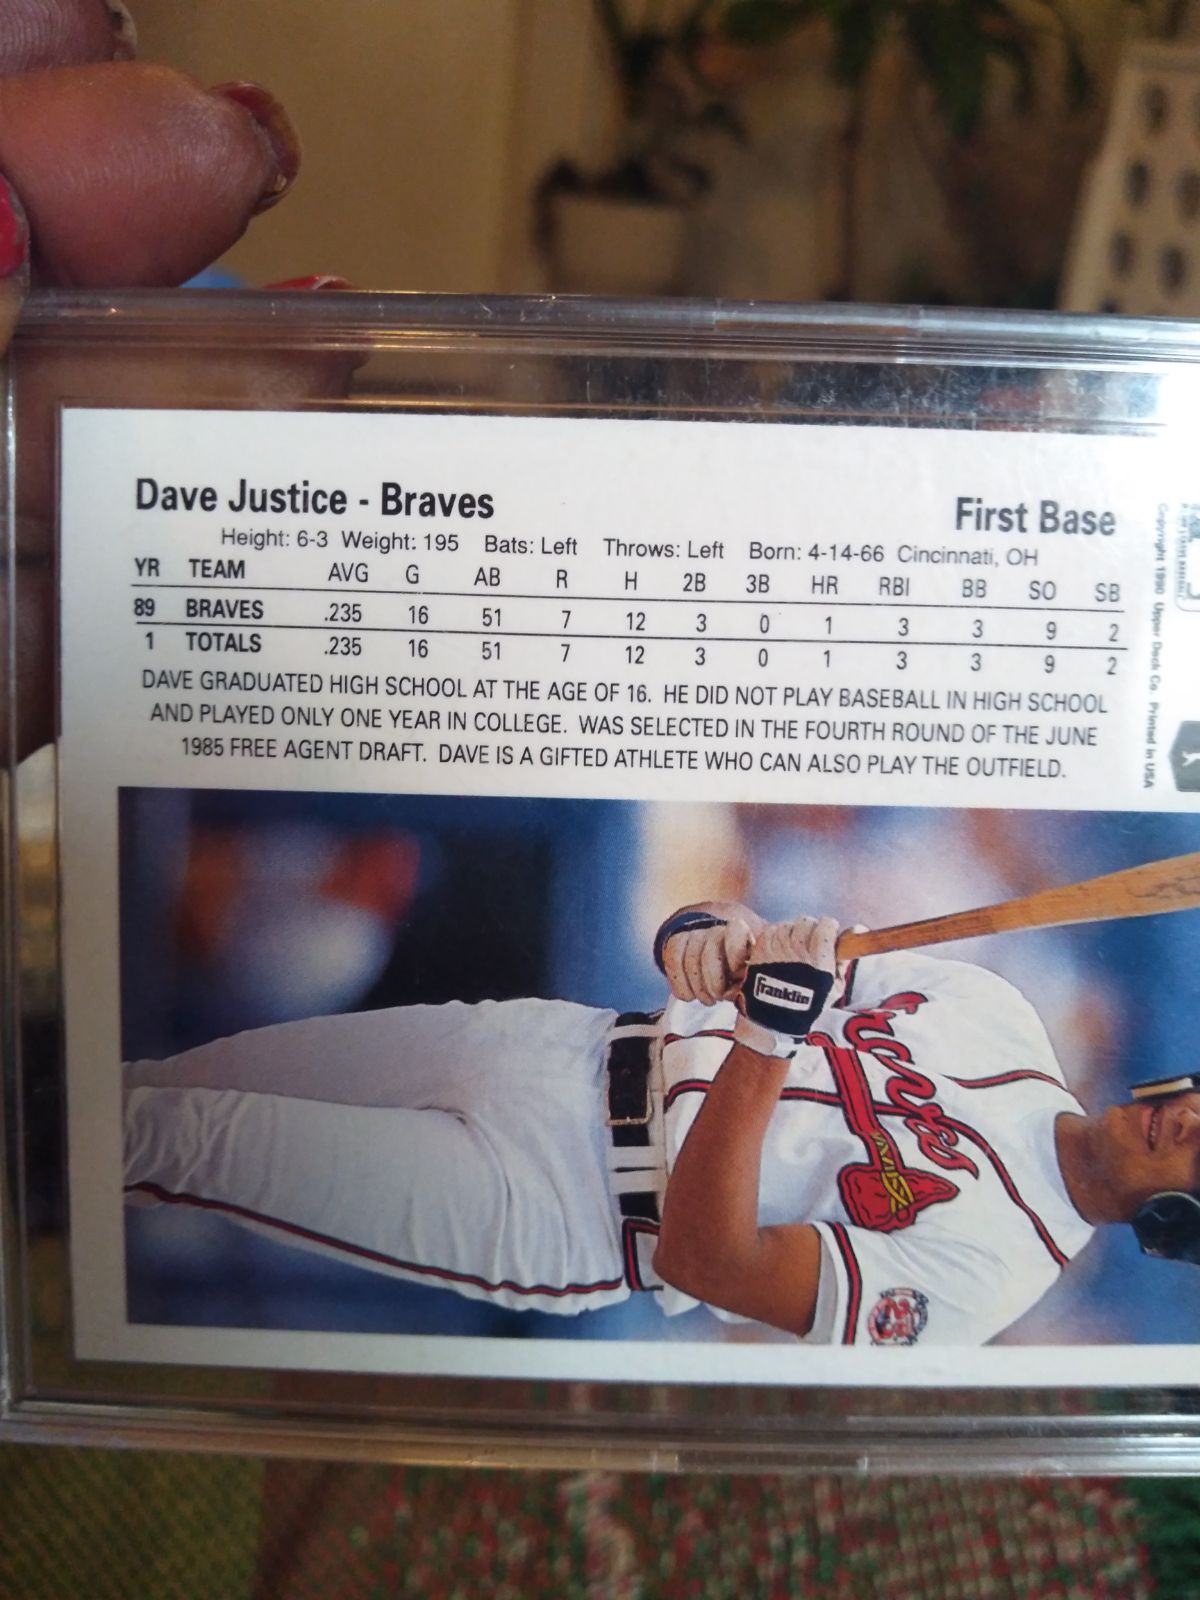 Dave Justice - Braves First Base
Height: 6-3 Weight: 195 Bats: Left Throws: Left Born: 4-14-66 Cincinnati, OH
YR TEAM AVG G AB R H 2B 3B HR RBI BB SO SB
89 BRAVES .235 16 51 7 12 3 0 1 3 3 9 2
1 TOTALS .235 16 51 7 12 3 0 1 3 3 9 2
DAVE GRADUATED HIGH SCHOOL AT THE AGE OF 16. HE DID NOT PLAY BASEBALL IN HIGH SCHOOL
AND PLAYED ONLY ONE YEAR IN COLLEGE. WAS SELECTED IN THE FOURTH ROUND OF THE JUNE
1985 FREE AGENT DRAFT. DAVE IS A GIFTED ATHLETE WHO CAN ALSO PLAY THE OUTFIELD.
Copyright 1990 Upper Deck Co. Printed in USA
Franklin
Braves
25